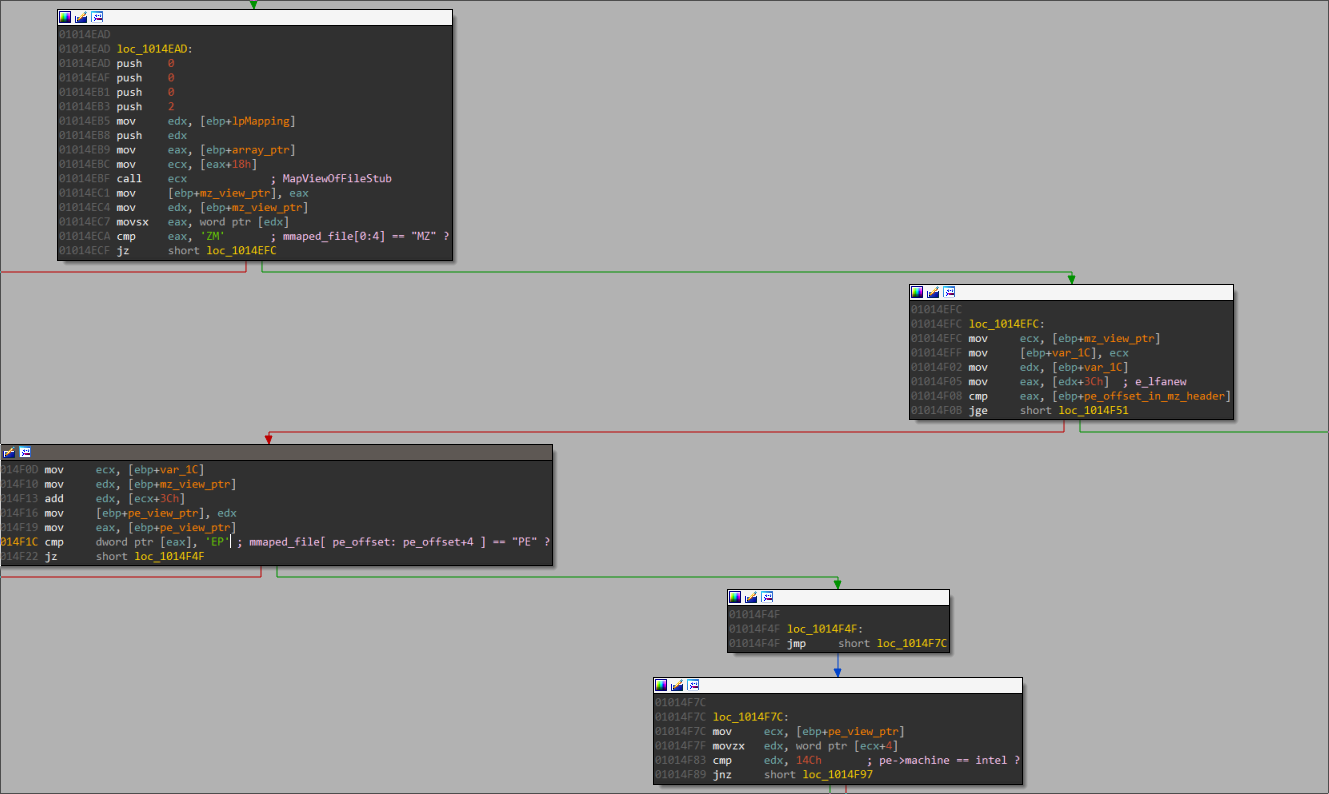 01014EAD
01014EAD loc_1014EAD:
01014EAD push 0
01014EAF push 0
01014EB1 push 0
01014EB3 push 2
01014EB5 mov edx, [ebp+lpMapping]
01014EB8 push edx
01014EB9 mov eax, [ebp+array_ptr]
01014EBC mov ecx, [eax+18h]
01014EBF call ecx ; MapViewOfFileStub
01014EC1 mov [ebp+mz_view_ptr], eax
01014EC4 mov edx, [ebp+mz_view_ptr]
01014EC7 movsx eax, word ptr [edx]
01014ECA cmp eax, 'ZM' ; mmaped_file[0:4] == "MZ" ?
01014ECF jz short loc_1014EFC
01014EFC
01014EFC loc_1014EFC:
01014EFC mov ecx, [ebp+mz_view_ptr]
01014EFF mov [ebp+var_1C], ecx
01014F02 mov edx, [ebp+var_1C]
01014F05 mov eax, [edx+3Ch] ; e_lfanew
01014F08 cmp eax, [ebp+pe_offset_in_mz_header]
01014F0B jge short loc_1014F51
014F0D mov ecx, [ebp+var_1C]
014F10 mov edx, [ebp+mz_view_ptr]
014F13 add edx, [ecx+3Ch]
014F16 mov [ebp+pe_view_ptr], edx
014F19 mov eax, [ebp+pe_view_ptr]
014F1C cmp dword ptr [eax], 'EP' ; mmaped_file[ pe_offset: pe_offset+4 ] == "PE" ?
014F22 jz short loc_1014F4F
01014F4F
01014F4F loc_1014F4F:
01014F4F jmp short loc_1014F7C
01014F7C
01014F7C loc_1014F7C:
01014F7C mov ecx, [ebp+pe_view_ptr]
01014F7F movzx edx, word ptr [ecx+4]
01014F83 cmp edx, 14Ch ; pe->machine == intel ?
01014F89 jnz short loc_1014F97